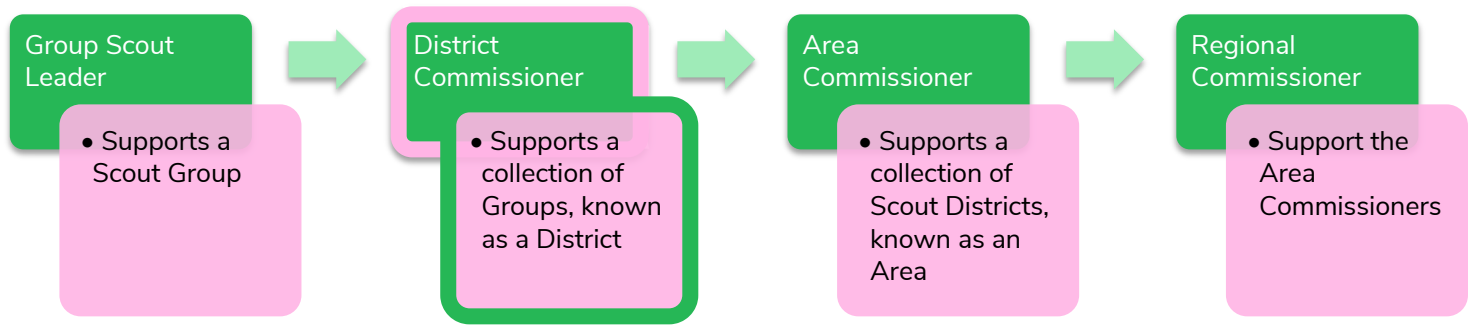 Group Scout
Leader
• Supports a
Scout Group
District
Commissioner
• Supports a
collection of
Groups, known
as a District
Area
Commissioner
• Supports a
collection of
Scout Districts,
known as an
Area
Regional
Commissioner
• Support the
Area
Commissioners